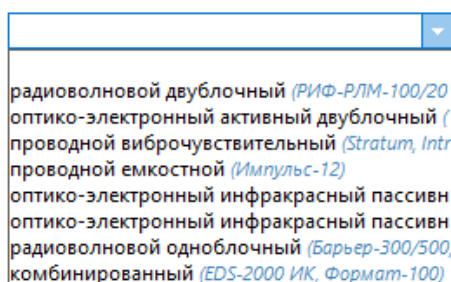 радиоволновой двублочный (РИФ-РЛМ-100/20
оптико-электронный активный двублочный (
проводной виброчувствительный (Stratum, Intr
проводной емкостной (Импульс-12)
оптико-электронный инфракрасный пассивн
оптико-электронный инфракрасный пассивн
радиоволновой одноблочный (Барьер-300/500,
комбинированный (EDS-2000 ИК, Формат-100)